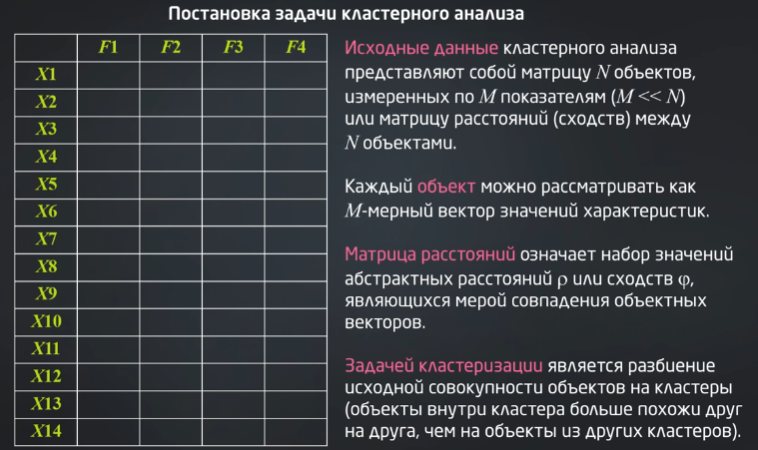 Постановка задачи кластерного анализа
F1 F2 F3 F4
X1
X2
X3
X4
X5
X6
X7
X8
X9
X10
X11
X12
X13
X14
Исходные данные кластерного анализа
представляют собой матрицу N объектов,
измеренных по M показателям (M << N)
или матрицу расстояний (сходств) между
N объектами.
Каждый объект можно рассматривать как
M-мерный вектор значений характеристик.
Матрица расстояний означает набор значений
абстрактных расстояний ρ или сходств φ,
являющихся мерой совпадения объектных
векторов.
Задачей кластеризации является разбиение
исходной совокупности объектов на кластеры
(объекты внутри кластера больше похожи друг
на друга, чем на объекты из других кластеров).